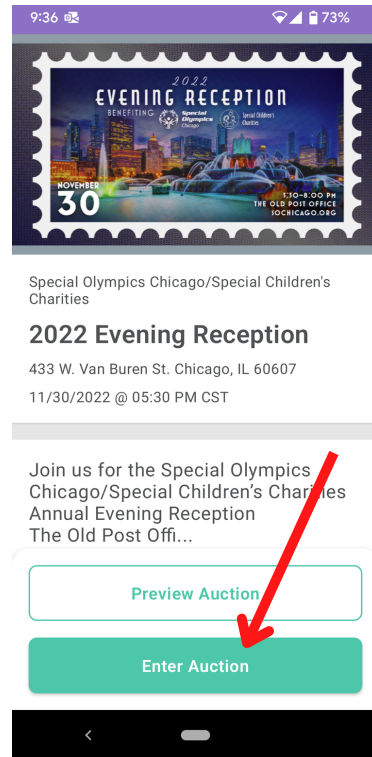 9:36
73%
2022
EVENING RECEPTION
BENEFITING
Special
Olympics
Chicago
Special Children's
Charities
NOVEMBER
30
5:30-8:00 PM
THE OLD POST OFFICE
SOCHICAGO.ORG
Special Olympics Chicago/Special Children's
Charities
2022 Evening Reception
433 W. Van Buren St. Chicago, IL 60607
11/30/2022 @ 05:30 PM CST
Join us for the Special Olympics
Chicago/Special Children’s Charities
Annual Evening Reception
The Old Post Offi...
Preview Auction
Enter Auction